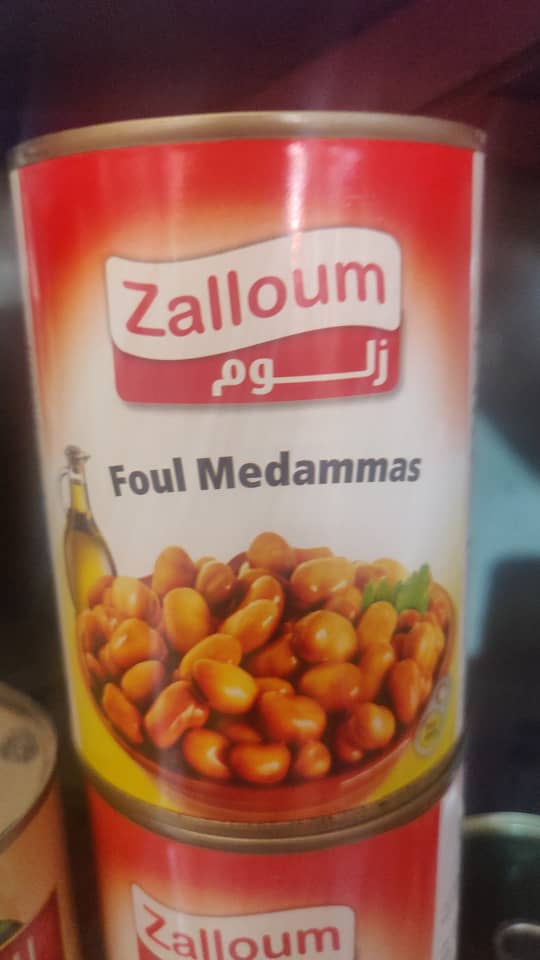 Zalloum
زلوم
Foul Medammas
Zalloum